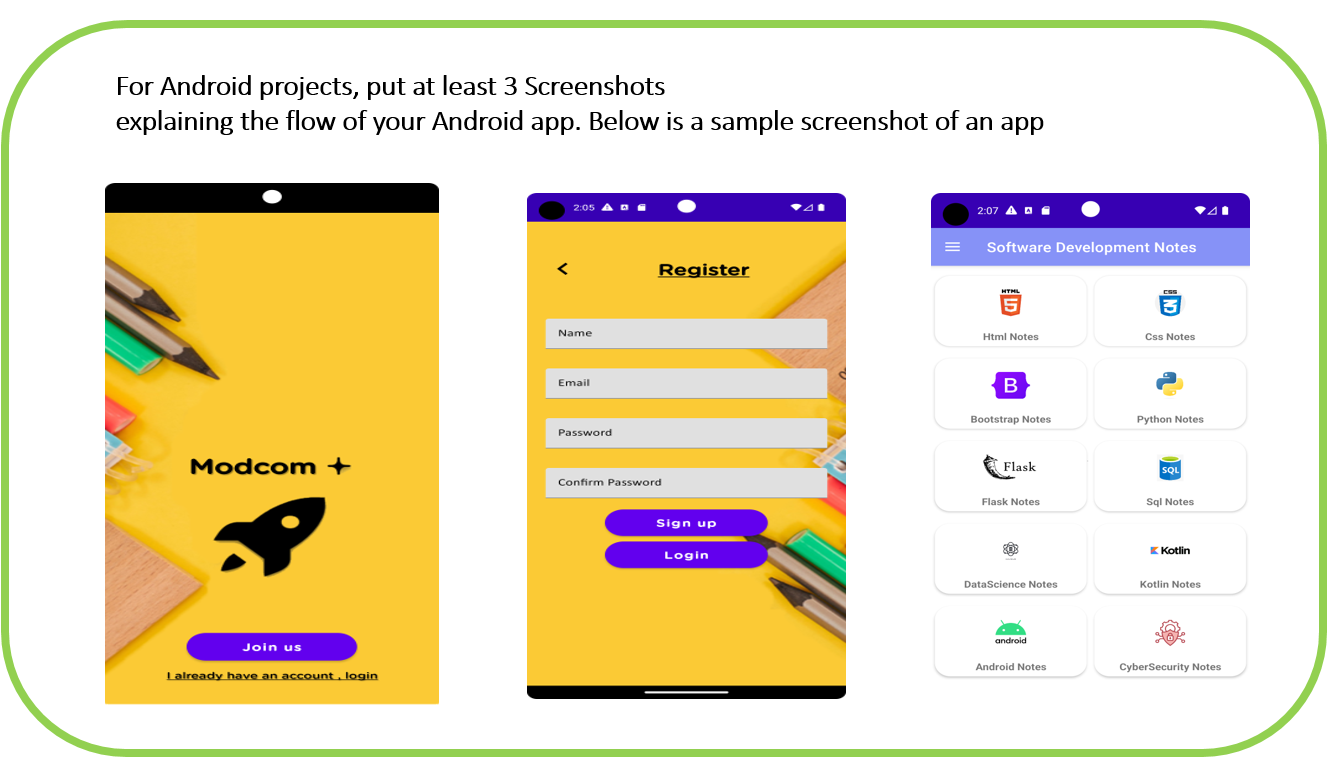 For Android projects, put at least 3 Screenshots
explaining the flow of your Android app. Below is a sample screenshot of an app
Modcom
Join us
I already have an account , login
2:05
Register
Name
Email
Password
Confirm Password
Sign up
Login
2:07
Software Development Notes
HTML
5
Html Notes
CSS
3
Css Notes
B
Bootstrap Notes
Python Notes
Flask
Flask Notes
SQL
Sql Notes
DataScience Notes
Kotlin
Kotlin Notes
android
Android Notes
CyberSecurity Notes